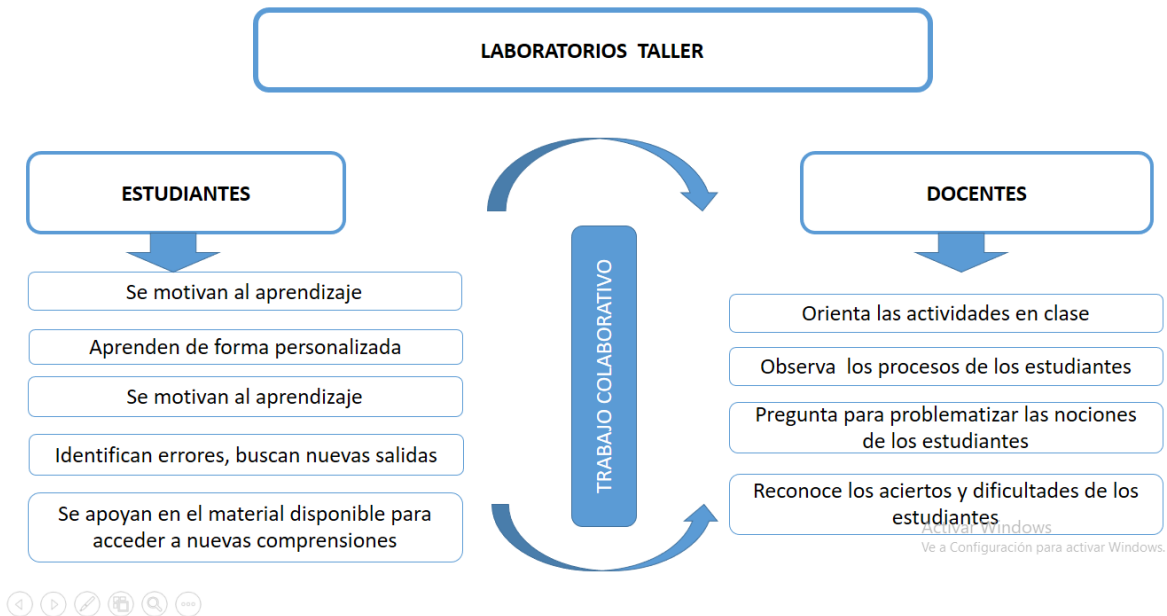 LABORATORIOS  TALLER
ESTUDIANTES
Se motivan al aprendizaje
Aprenden de forma personalizada
Se motivan al aprendizaje
Identifican errores, buscan nuevas salidas
Se apoyan en el material disponible para
acceder a nuevas comprensiones
TRABAJO COLABORATIVO
DOCENTES
Orienta las actividades en clase
Observa  los procesos de los estudiantes
Pregunta para problematizar las nociones
de los estudiantes
Reconoce los aciertos y dificultades de los
estudiantes
Activar Windows
Ve a Configuración para activar Windows.